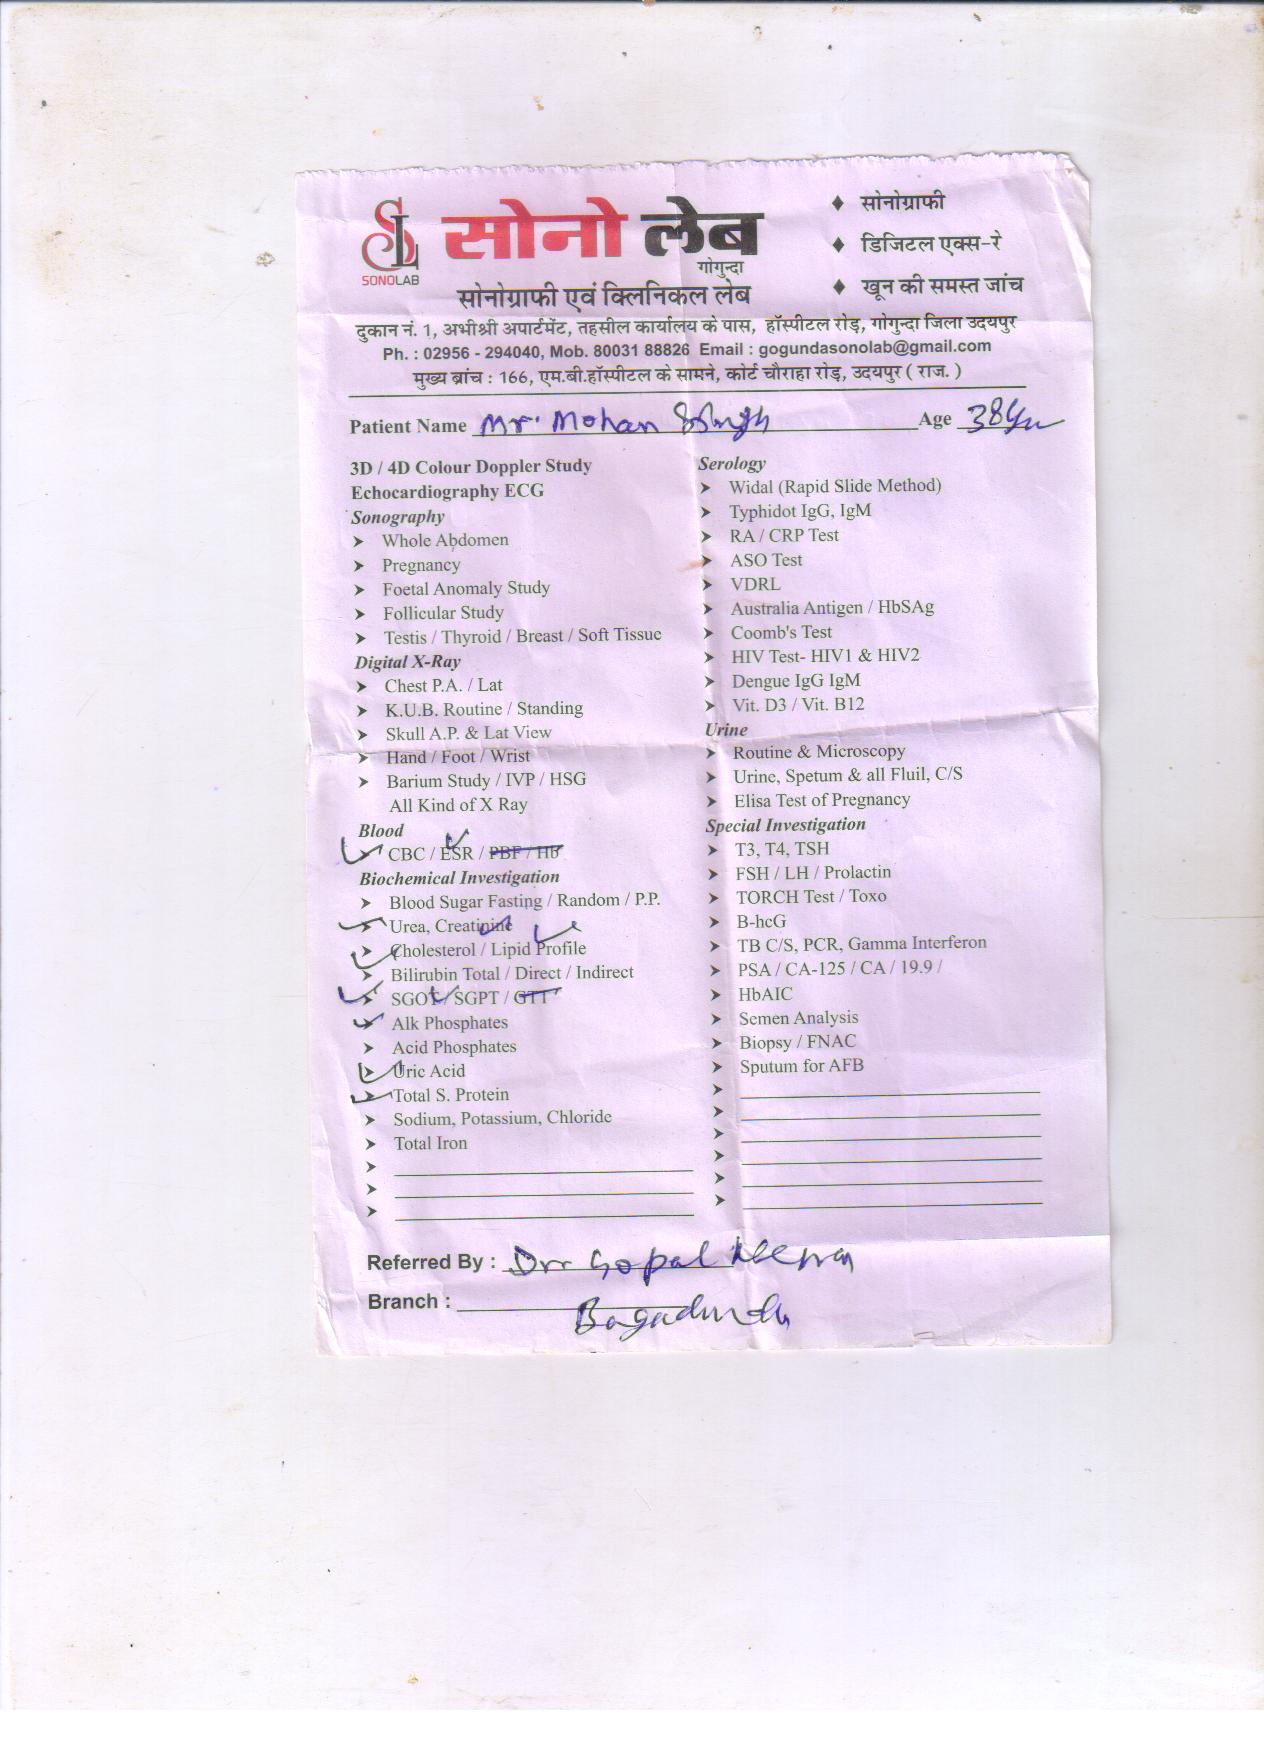 SL
SONOLAB
सोनो लेब
गोगुन्दा
सोनोग्राफी एवं क्लिनिकल लेब
♦ सोनोग्राफी
♦ डिजिटल एक्स-रे
♦ खून की समस्त जांच
दुकान नं. 1, अभीश्री अपार्टमेंट, तहसील कार्यालय के पास, हॉस्पीटल रोड़, गोगुन्दा जिला उदयपुर
Ph. : 02956 - 294040, Mob. 80031 88826 Email : gogundasonolab@gmail.com
मुख्य ब्रांच : 166, एम.बी.हॉस्पीटल के सामने, कोर्ट चौराहा रोड़, उदयपुर ( राज. )
Patient Name Mr. Mohan Singh Age 38
3D / 4D Colour Doppler Study
Echocardiography ECG
Sonography
➤ Whole Abdomen
➤ Pregnancy
➤ Foetal Anomaly Study
➤ Follicular Study
➤ Testis / Thyroid / Breast / Soft Tissue
Digital X-Ray
➤ Chest P.A. / Lat
➤ K.U.B. Routine / Standing
➤ Skull A.P. & Lat View
➤ Hand / Foot / Wrist
➤ Barium Study / IVP / HSG
All Kind of X Ray
Blood
➤ CBC / ESR / PBF / Hb
Biochemical Investigation
➤ Blood Sugar Fasting / Random / P.P.
➤ Urea, Creatinine
➤ Cholesterol / Lipid Profile
➤ Bilirubin Total / Direct / Indirect
➤ SGOT / SGPT / GTT
➤ Alk Phosphates
➤ Acid Phosphates
➤ Uric Acid
➤ Total S. Protein
➤ Sodium, Potassium, Chloride
➤ Total Iron
Serology
➤ Widal (Rapid Slide Method)
➤ Typhidot IgG, IgM
➤ RA / CRP Test
➤ ASO Test
➤ VDRL
➤ Australia Antigen / HbSAg
➤ Coomb's Test
➤ HIV Test- HIV1 & HIV2
➤ Dengue IgG IgM
➤ Vit. D3 / Vit. B12
Urine
➤ Routine & Microscopy
➤ Urine, Spetum & all Fluil, C/S
➤ Elisa Test of Pregnancy
Special Investigation
➤ T3, T4, TSH
➤ FSH / LH / Prolactin
➤ TORCH Test / Toxo
➤ B-hcG
➤ TB C/S, PCR, Gamma Interferon
➤ PSA / CA-125 / CA / 19.9 /
➤ HbAIC
➤ Semen Analysis
➤ Biopsy / FNAC
➤ Sputum for AFB
Referred By : Dr Gopal
Branch :